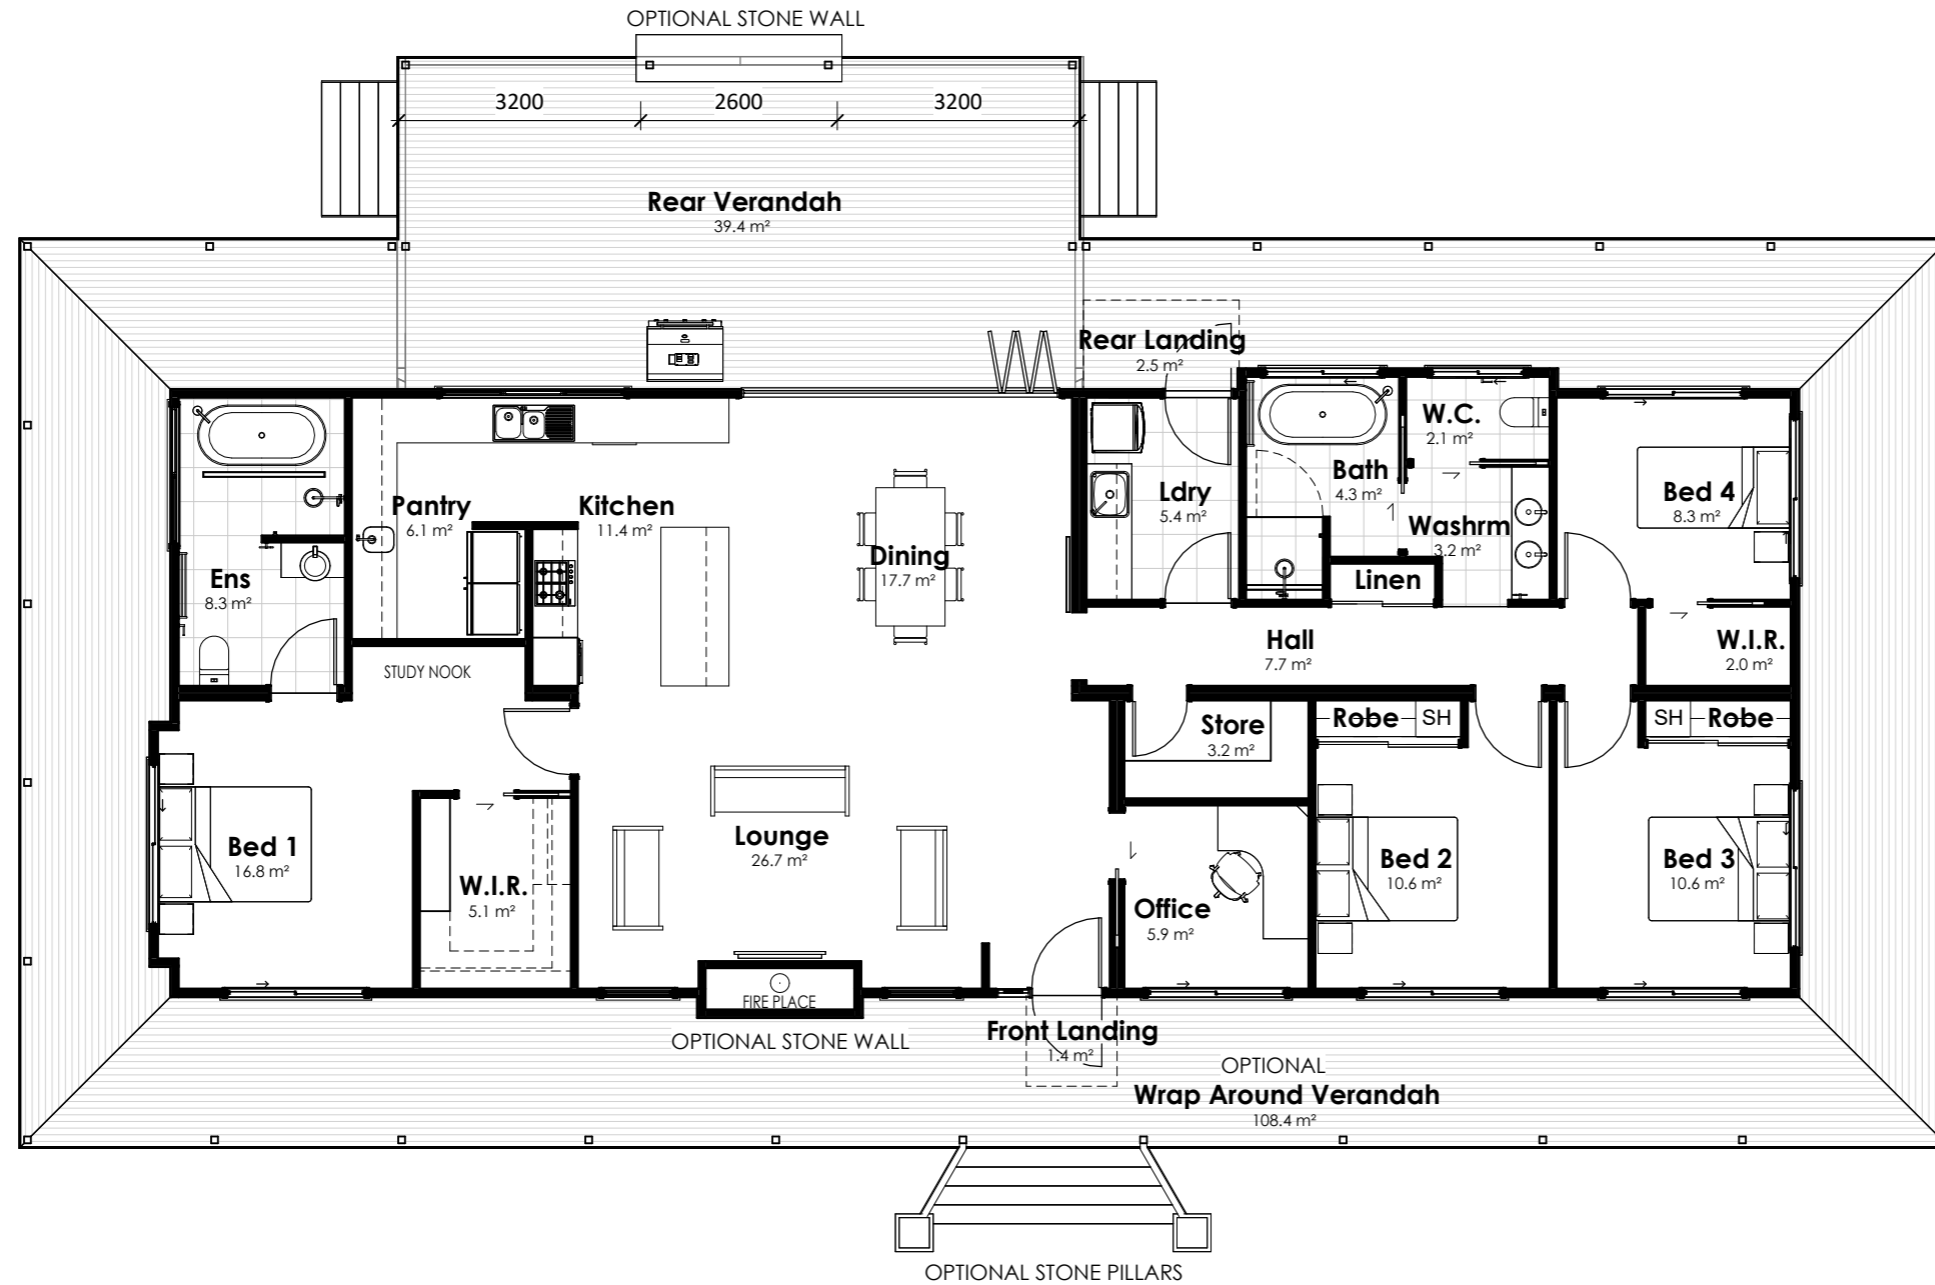 OPTIONAL STONE WALL
3200
2600
3200
Rear Verandah
39.4 m²
Rear Landing
2.5 m²
W.C.
2.1 m²
Bath
4.3 m²
Bed 4
8.3 m²
Ldry
5.4 m²
Pantry
6.1 m²
Kitchen
11.4 m²
Washrm
3.2 m²
Dining
17.7 m²
Ens
8.3 m²
Linen
Hall
7.7 m²
W.I.R.
2.0 m²
STUDY NOOK
Store
3.2 m²
Robe
SH
SH
Robe
Lounge
26.7 m²
Bed 1
16.8 m²
W.I.R.
5.1 m²
Bed 2
10.6 m²
Bed 3
10.6 m²
Office
5.9 m²
FIRE PLACE
OPTIONAL STONE WALL
Front Landing
1.4 m²
OPTIONAL
Wrap Around Verandah
108.4 m²
OPTIONAL STONE PILLARS